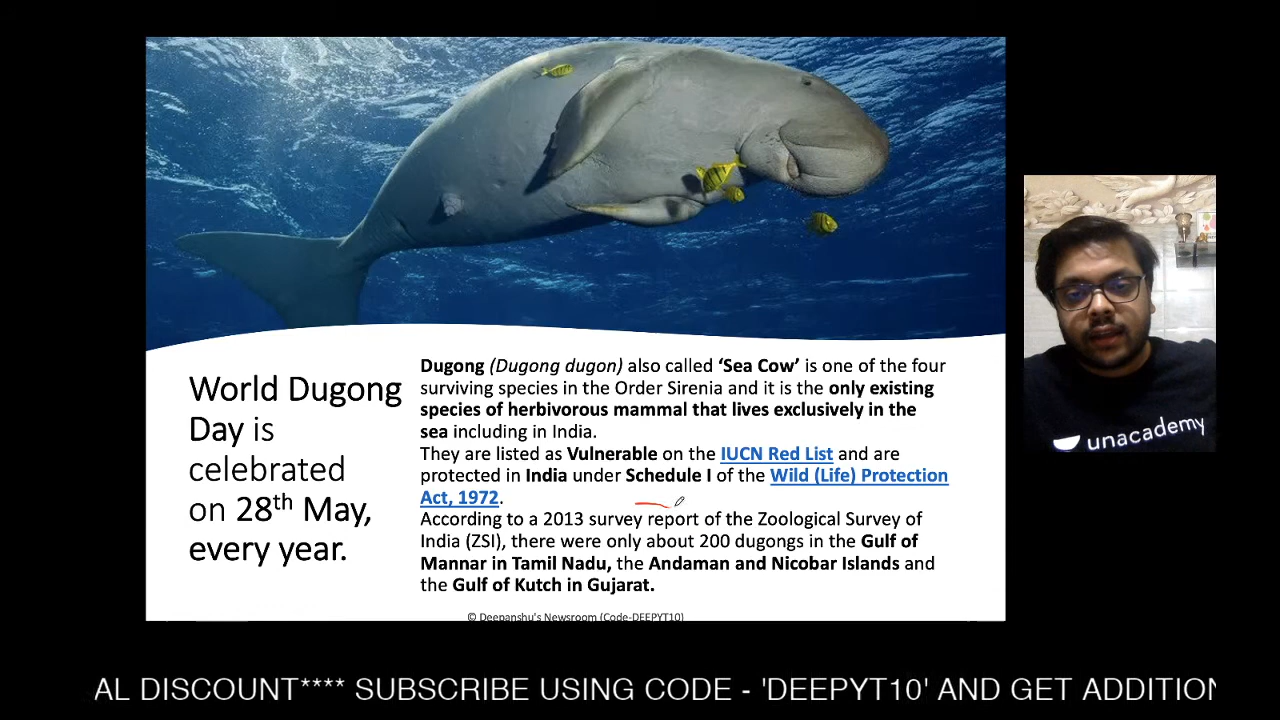 World Dugong
Day is
celebrated
on 28th May,
every year.
Dugong (Dugong dugon) also called ‘Sea Cow’ is one of the four
surviving species in the Order Sirenia and it is the only existing
species of herbivorous mammal that lives exclusively in the
sea including in India.
They are listed as Vulnerable on the IUCN Red List and are
protected in India under Schedule I of the Wild (Life) Protection
Act, 1972.
According to a 2013 survey report of the Zoological Survey of
India (ZSI), there were only about 200 dugongs in the Gulf of
Mannar in Tamil Nadu, the Andaman and Nicobar Islands and
the Gulf of Kutch in Gujarat.
© Deepanshu's Newsroom (Code-DEEPYT10)
unacademy
AL DISCOUNT**** SUBSCRIBE USING CODE - 'DEEPYT10' AND GET ADDITION